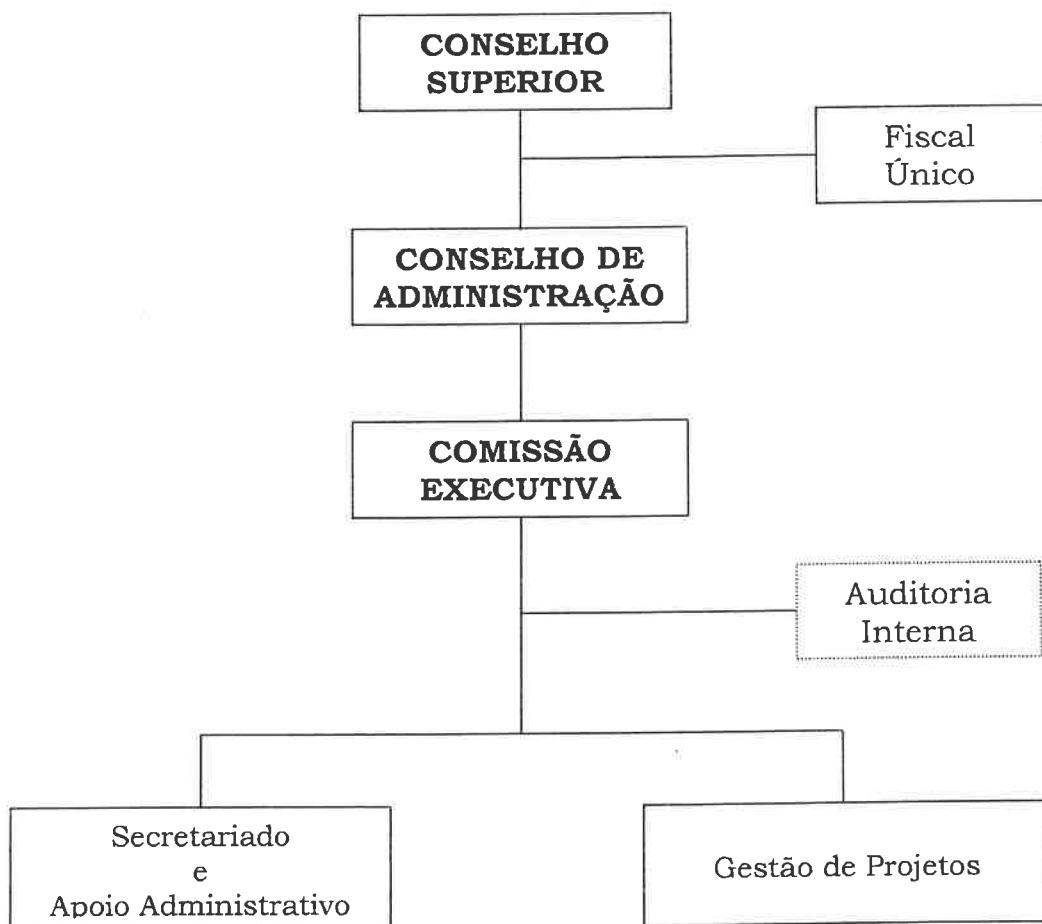 CONSELHO
SUPERIOR
Fiscal
Único
CONSELHO DE
ADMINISTRAÇÃO
COMISSÃO
EXECUTIVA
Auditoria
Interna
Secretariado
e
Apoio Administrativo
Gestão de Projetos